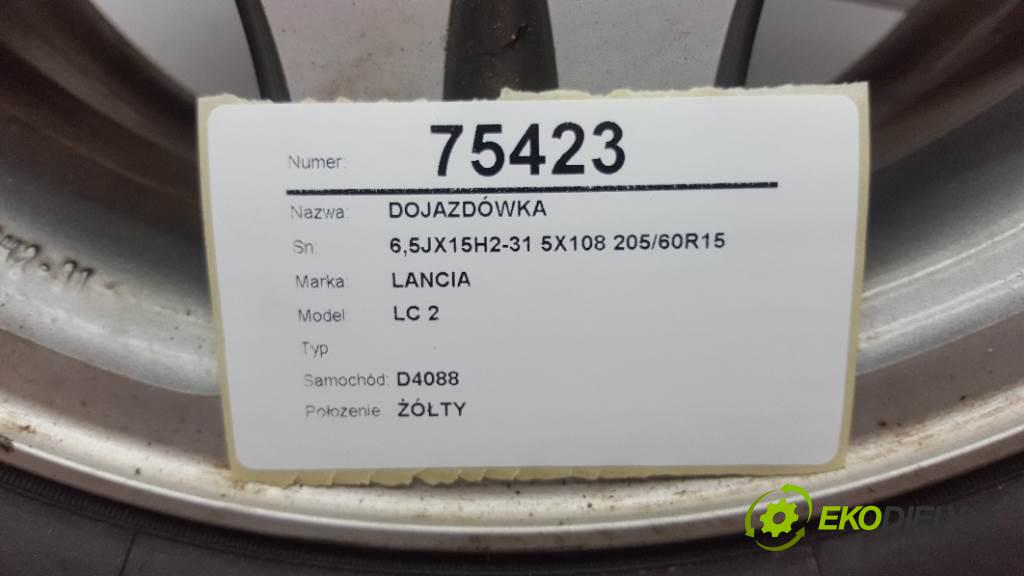 Numer: 75423
Nazwa: DOJAZDÓWKA
Sn: 6,5JX15H2-31 5X108 205/60R15
Marka: LANCIA
Model LC 2
Typ
Samochód: D4088
Położenie ŻÓŁTY
EKODIELY